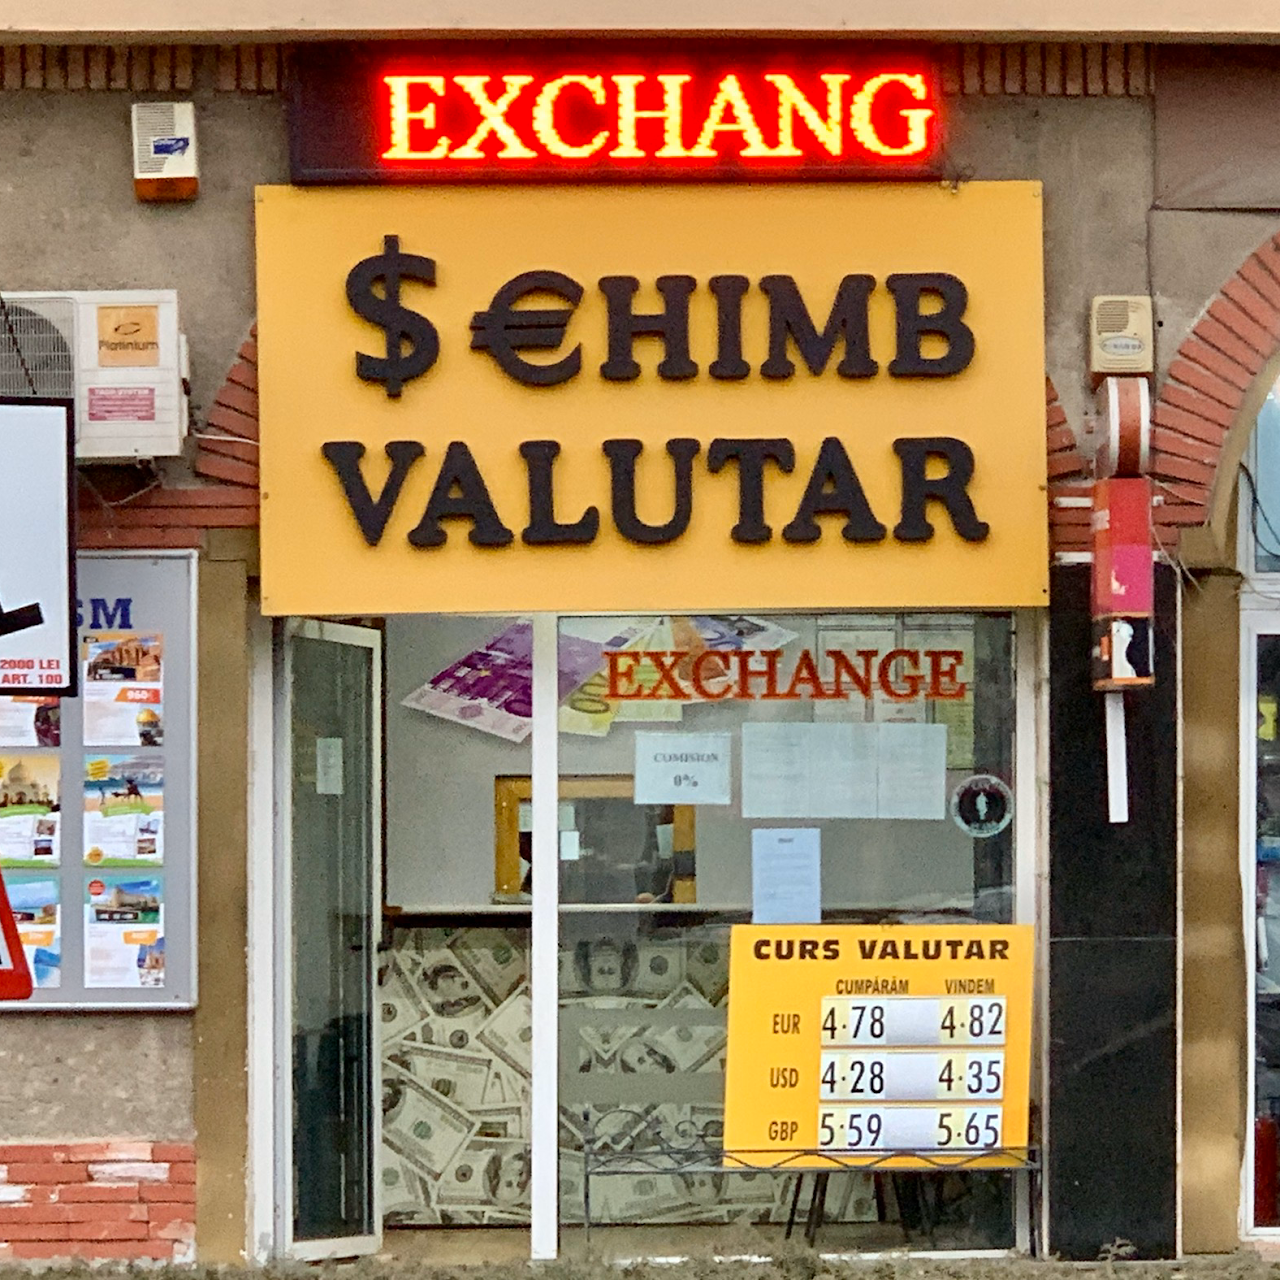 EXCHANG
$ €HIMB
VALUTAR
Platinium
SM
2000 LEI
ART. 100
960
EXCHANGE
COMISION
0%
CURS VALUTAR
CUMPĂRĂM VINDEM
EUR 4.78 4.82
USD 4.28 4.35
GBP 5.59 5.65